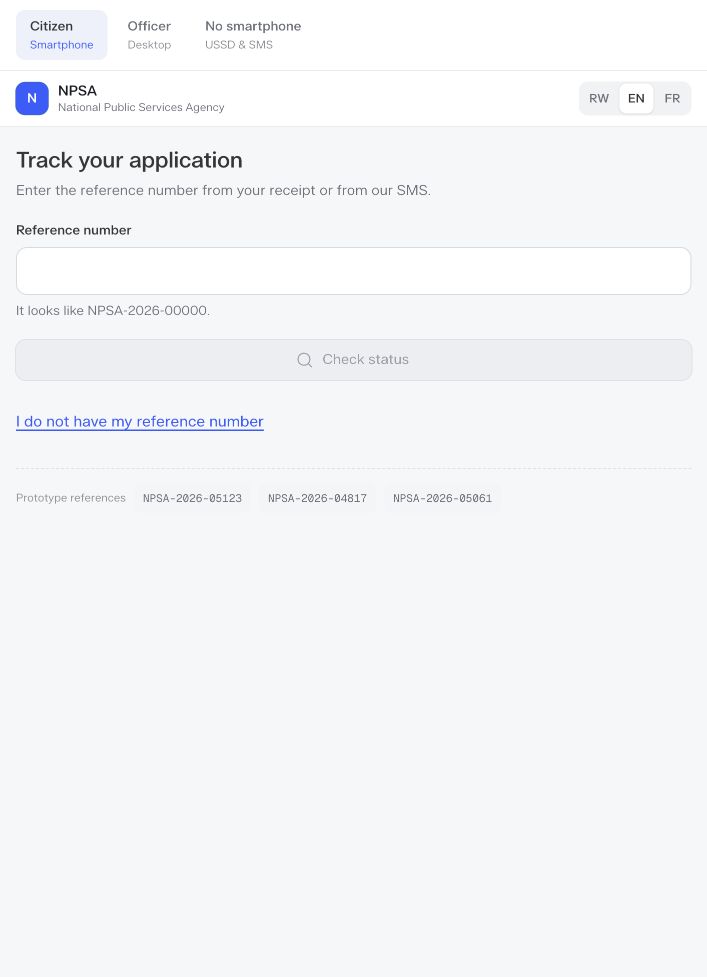 Citizen
Smartphone
Officer
Desktop
No smartphone
USSD & SMS
N
NPSA
National Public Services Agency
RW EN FR
Track your application
Enter the reference number from your receipt or from our SMS.
Reference number
It looks like NPSA-2026-00000.
Check status
I do not have my reference number
Prototype references NPSA-2026-05123 NPSA-2026-04817 NPSA-2026-05061